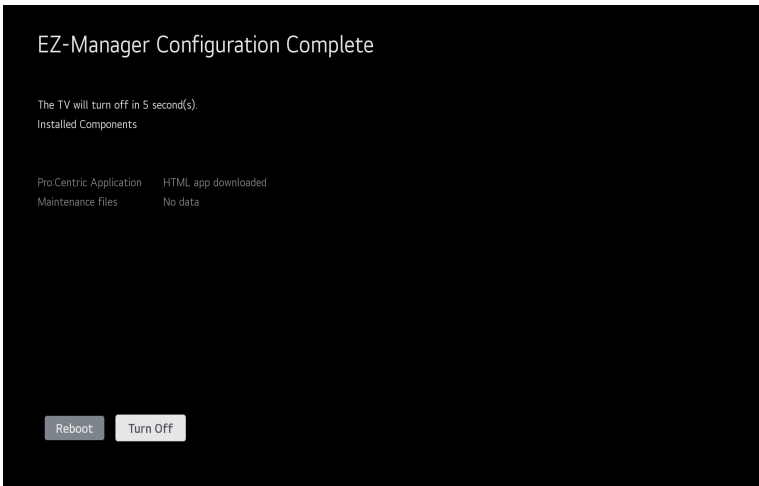 EZ-Manager Configuration Complete
The TV will turn off in 5 second(s).
Installed Components
Pro:Centric Application HTML app downloaded
Maintenance files No data
Reboot Turn Off